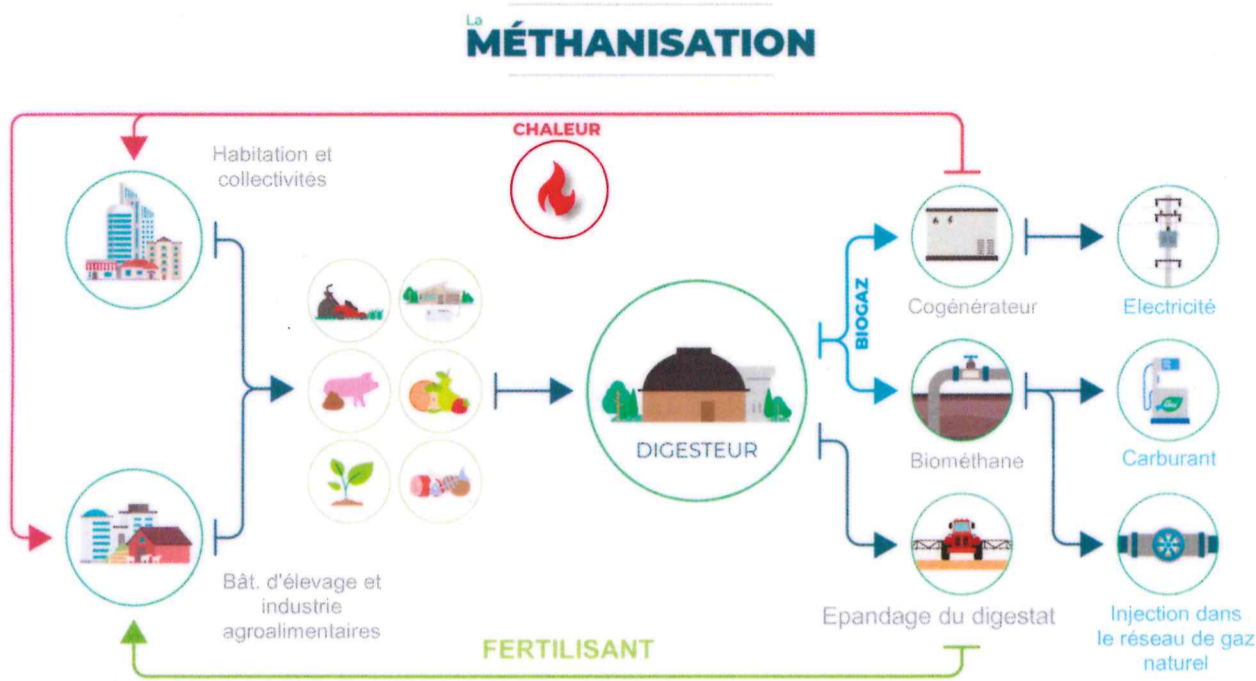 La
MÉTHANISATION
CHALEUR
Habitation et
collectivités
BIOGAZ
Cogénérateur
Electricité
DIGESTEUR
Biométhane
Carburant
Bât. d'élevage et
industrie
agroalimentaires
Epandage du digestat
Injection dans
le réseau de gaz
naturel
FERTILISANT